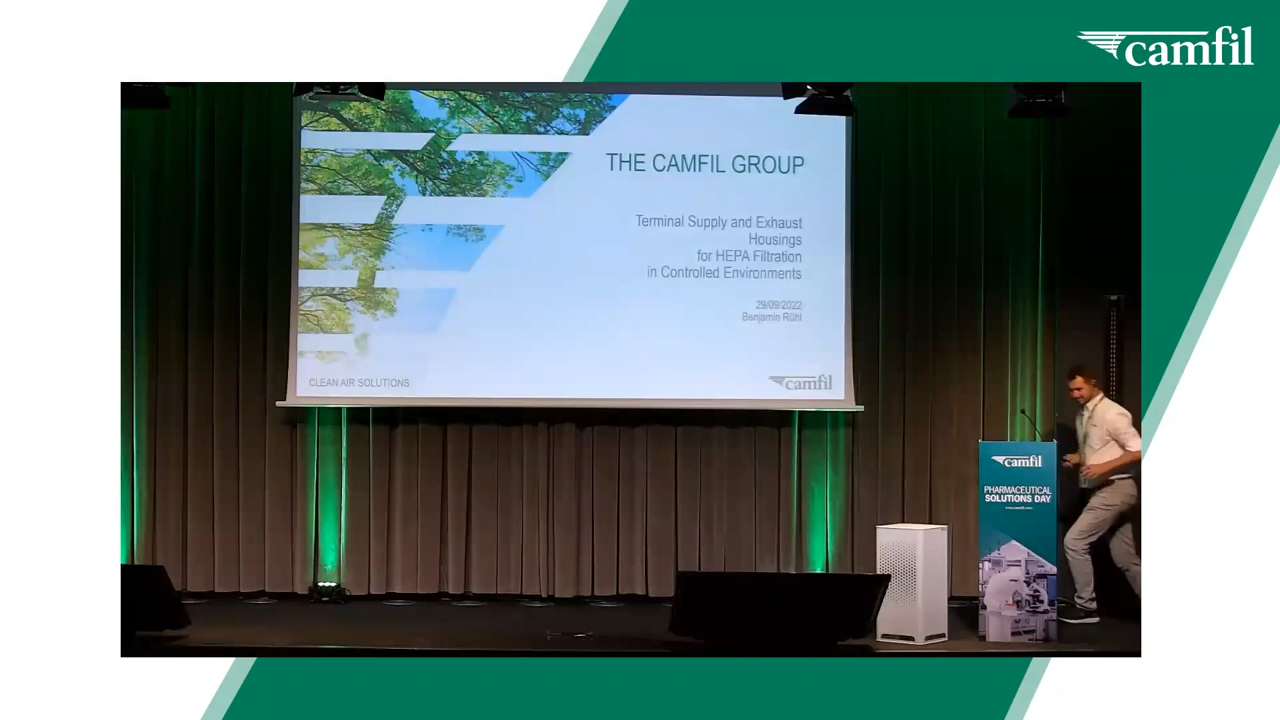 camfil
THE CAMFIL GROUP
Terminal Supply and Exhaust
Housings
for HEPA Filtration
in Controlled Environments
29/09/2022
Benjamin Rühl
CLEAN AIR SOLUTIONS
camfil
camfil
PHARMACEUTICAL
SOLUTIONS DAY